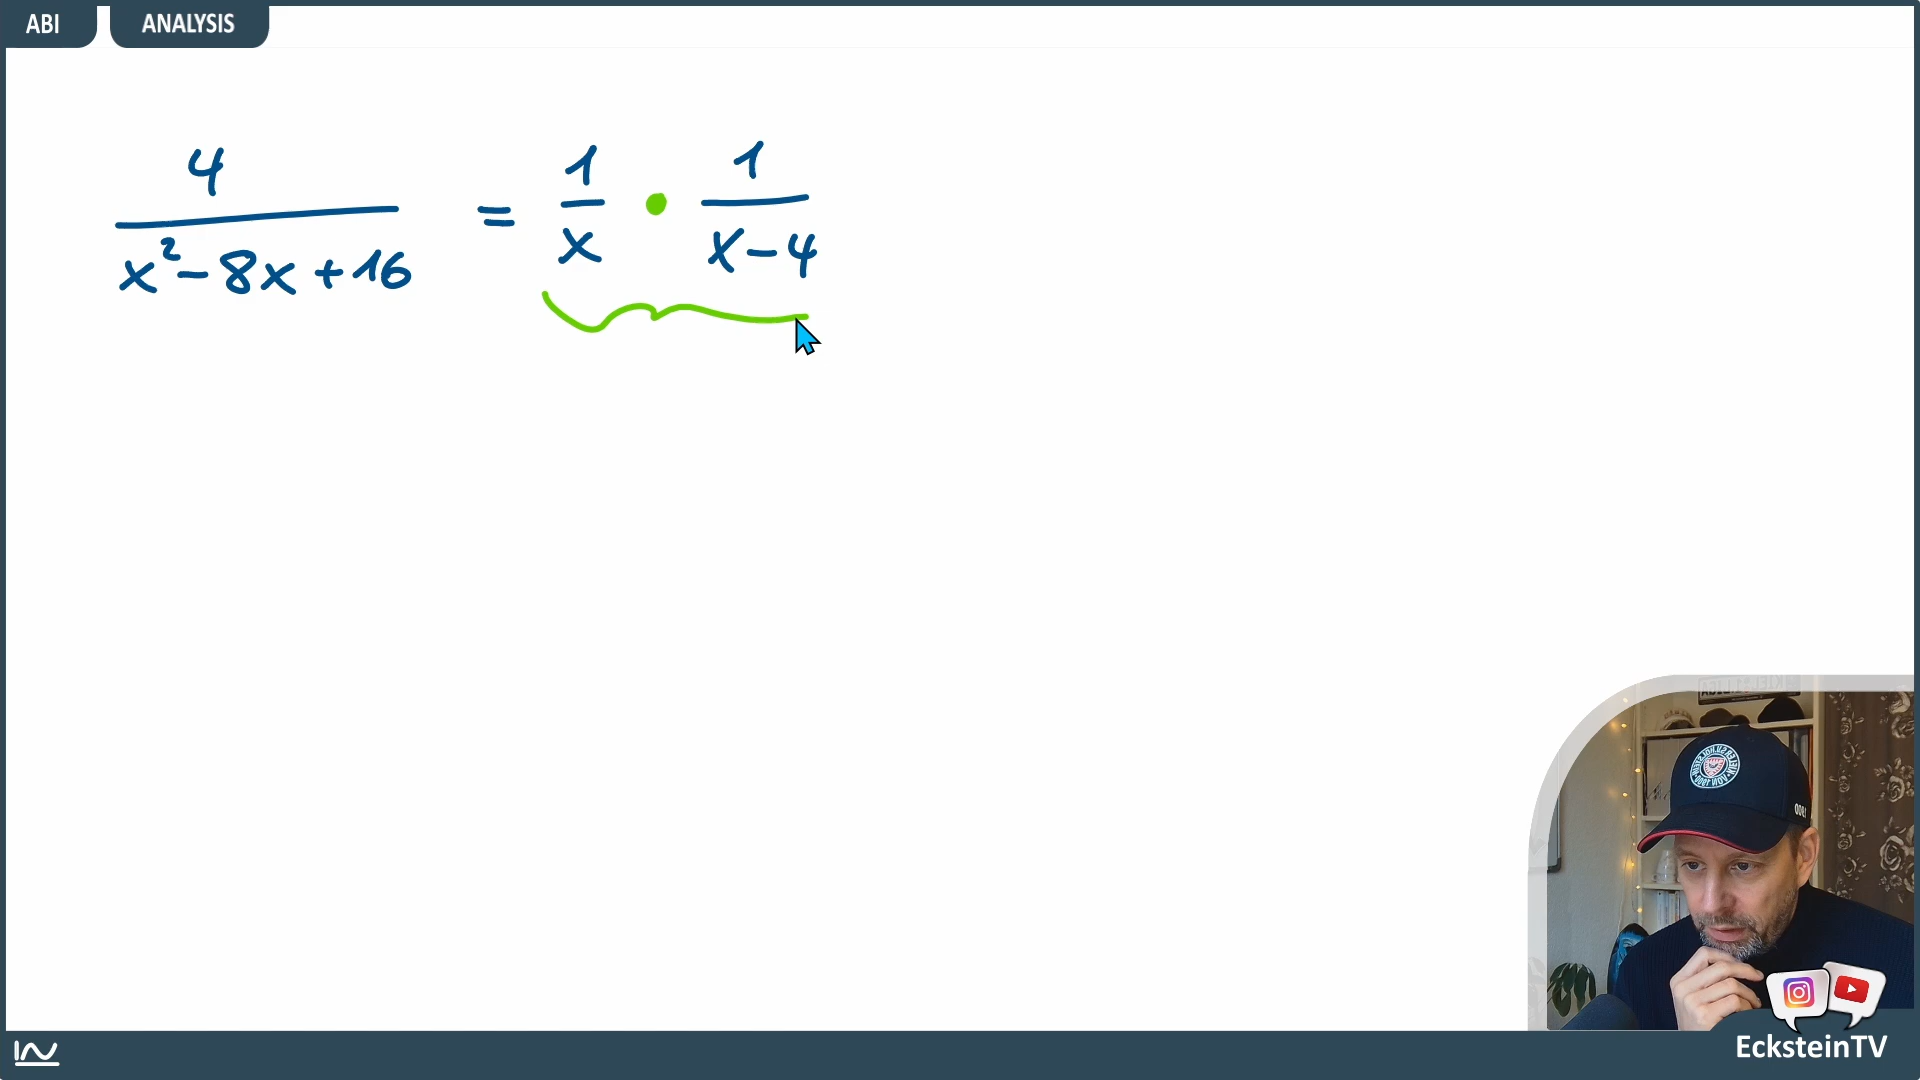 ABI
ANALYSIS
4/(x²-8x+16) = 1/x • 1/(x-4)
EcksteinTV